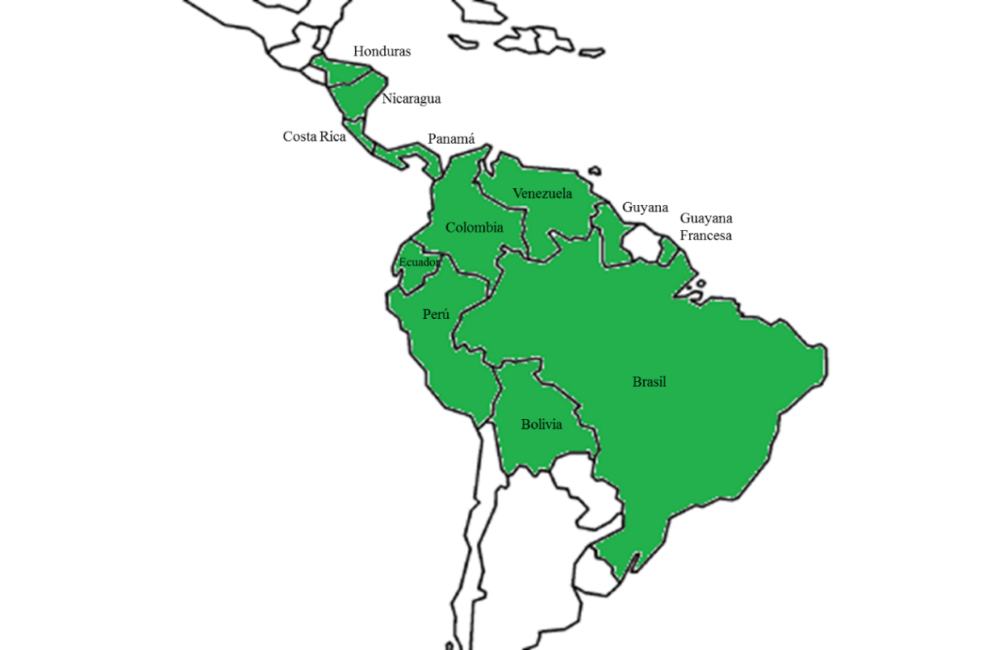 Honduras
Nicaragua
Costa Rica
Panamá
Venezuela
Guyana
Guayana
Francesa
Colombia
Ecuador
Perú
Brasil
Bolivia